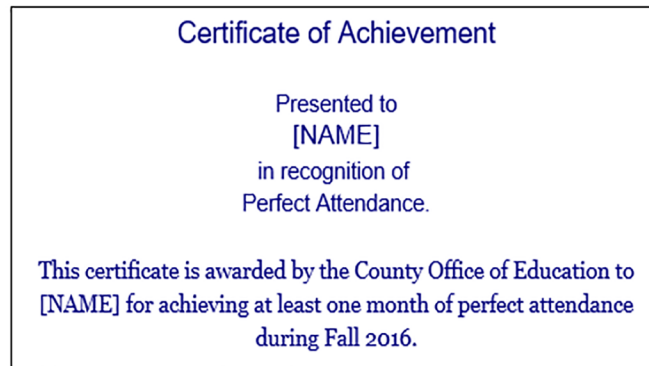 Certificate of Achievement
Presented to
[NAME]
in recognition of
Perfect Attendance.
This certificate is awarded by the County Office of Education to
[NAME] for achieving at least one month of perfect attendance
during Fall 2016.